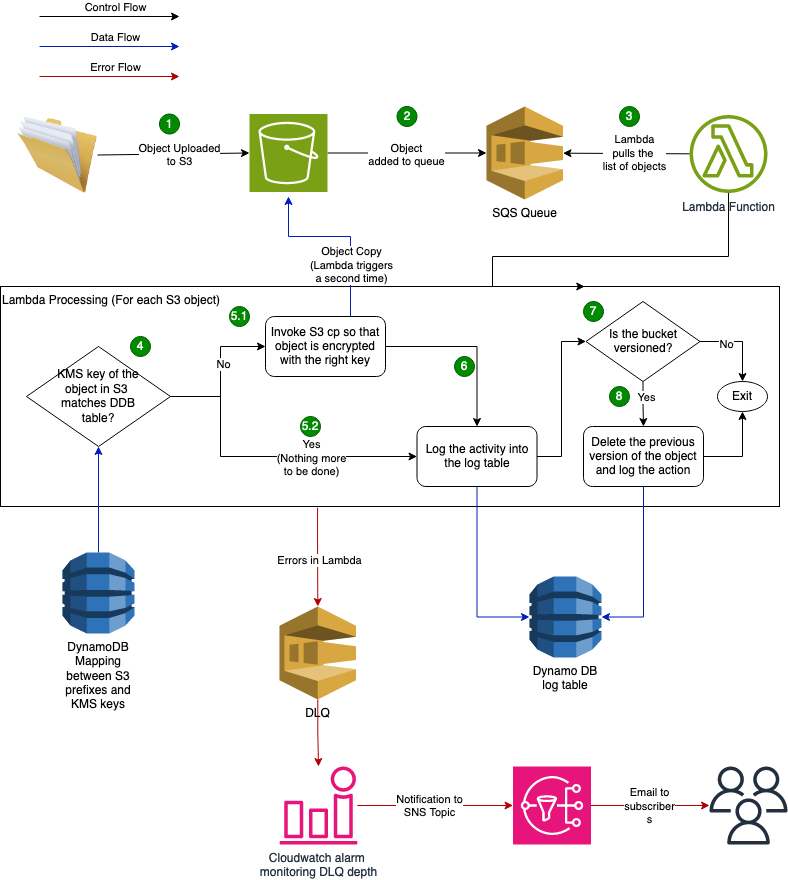 Control Flow
Data Flow
Error Flow
1
Object Uploaded
to S3
2
Object
added to queue
3
Lambda
pulls the
list of objects
SQS Queue
Lambda Function
Object Copy
(Lambda triggers
a second time)
Lambda Processing (For each S3 object)
4
KMS key of the
object in S3
matches DDB
table?
5.1
No
Invoke S3 cp so that
object is encrypted
with the right key
5.2
Yes
(Nothing more
to be done)
6
Log the activity into
the log table
7
Is the bucket
versioned?
No
Exit
8
Yes
Delete the previous
version of the object
and log the action
Errors in Lambda
DynamoDB
Mapping
between S3
prefixes and
KMS keys
DLQ
Dynamo DB
log table
Cloudwatch alarm
monitoring DLQ depth
Notification to
SNS Topic
Email to
subscriber
s